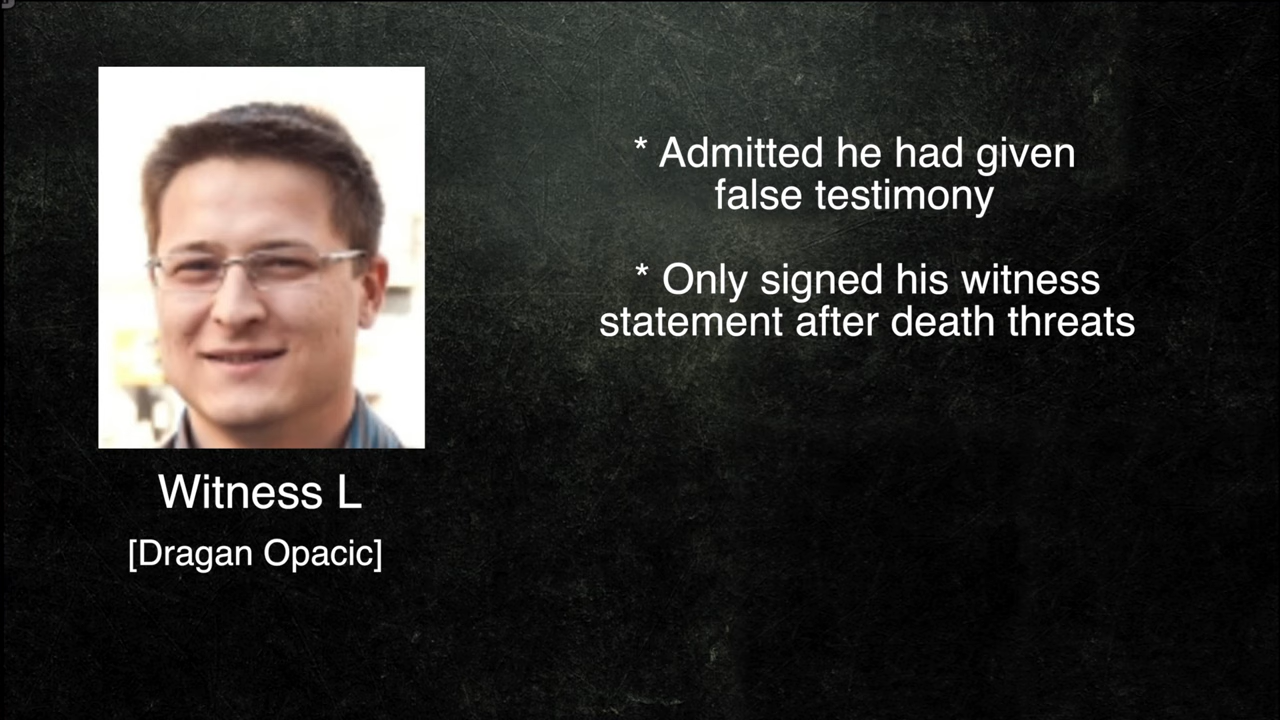 * Admitted he had given
false testimony
* Only signed his witness
statement after death threats
Witness L
[Dragan Opacic]